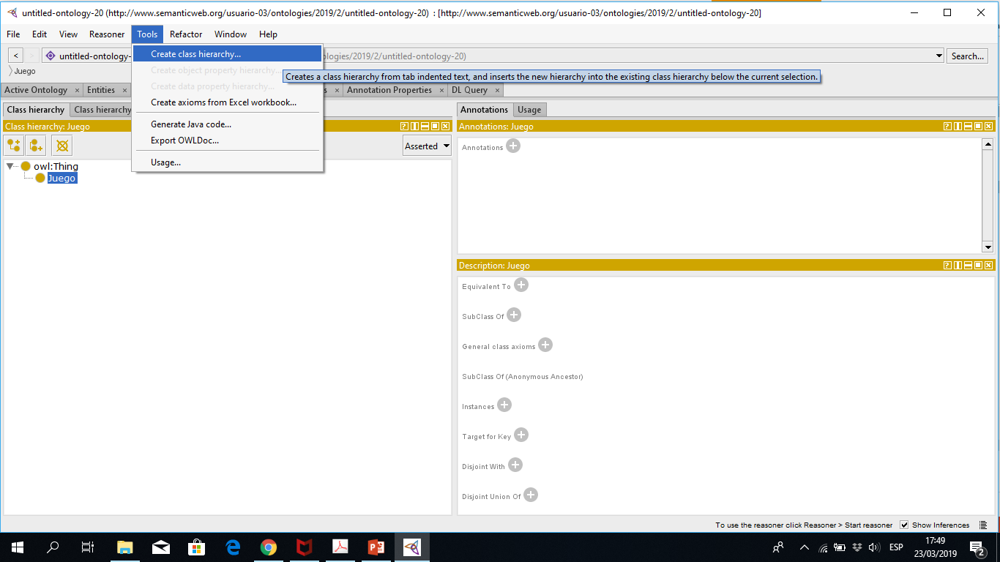 untitled-ontology-20 (http://www.semanticweb.org/usuario-03/ontologies/2019/2/untitled-ontology-20) : [http://www.semanticweb.org/usuario-03/ontologies/2019/2/untitled-ontology-20]
File Edit View Reasoner Tools Refactor Window Help
< > untitled-ontology- ologies/2019/2/untitled-ontology-20) Search...
Juego
Create class hierarchy...
Create object property hierarchy...
Creates a class hierarchy from tab indented text, and inserts the new hierarchy into the existing class hierarchy below the current selection.
Create data property hierarchy...
Create axioms from Excel workbook...
Generate Java code...
Export OWLDoc...
Usage...
Active Ontology × Entities × s × Annotation Properties × DL Query ×
Class hierarchy Class hierarchy
Annotations Usage
Class hierarchy: Juego
Asserted
owl:Thing
Juego
Annotations: Juego
Annotations
Description: Juego
Equivalent To
SubClass Of
General class axioms
SubClass Of (Anonymous Ancestor)
Instances
Target for Key
Disjoint With
Disjoint Union Of
To use the reasoner click Reasoner > Start reasoner Show Inferences
ESP
17:49
23/03/2019
2